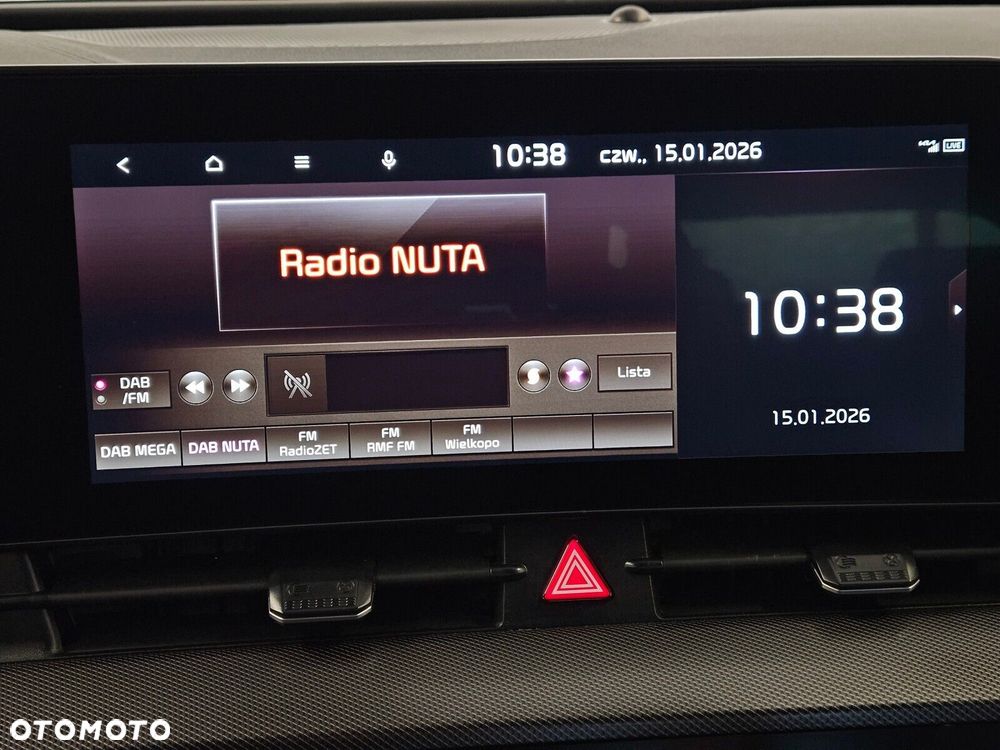 10:38 czw., 15.01.2026
LIVE
Radio NUTA
10:38
DAB
/FM
Lista
15.01.2026
DAB MEGA
DAB NUTA
FM
RadioZET
FM
RMF FM
FM
Wielkopo
OTOMOTO